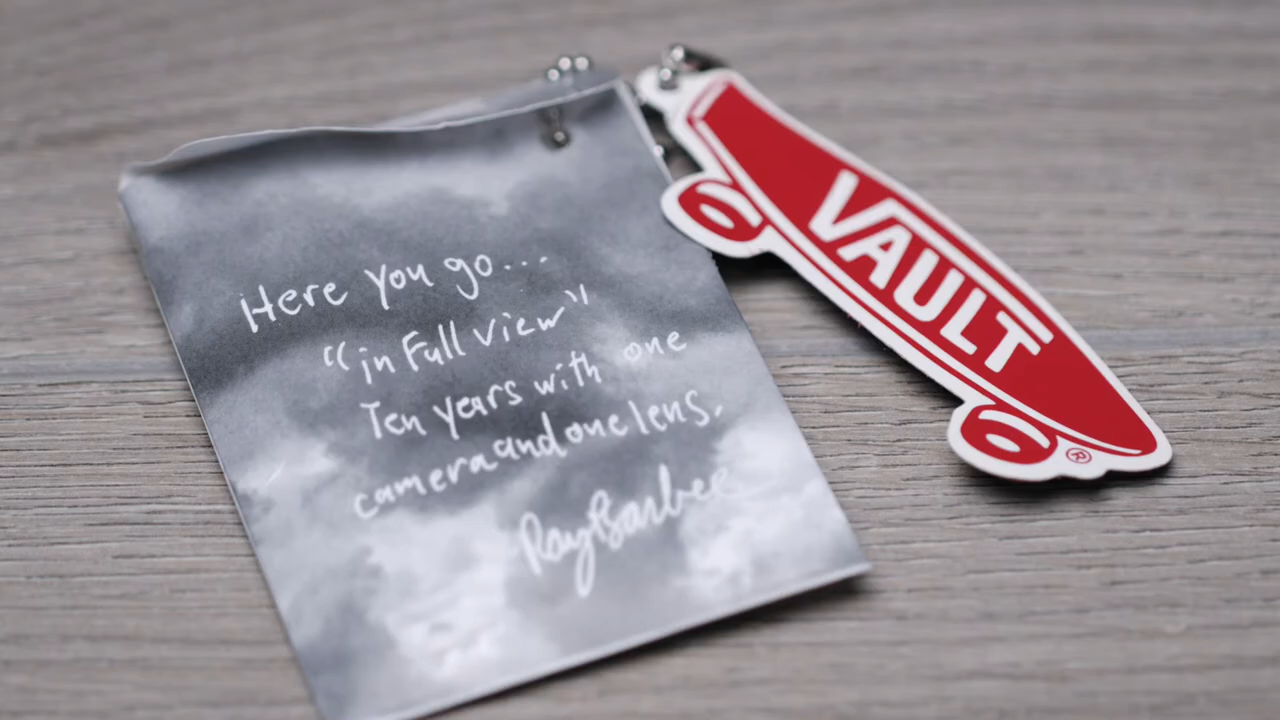 Here you go...
"in Full view"
Ten years with one
camera and one lens.
Ray Barbee
VAULT
®